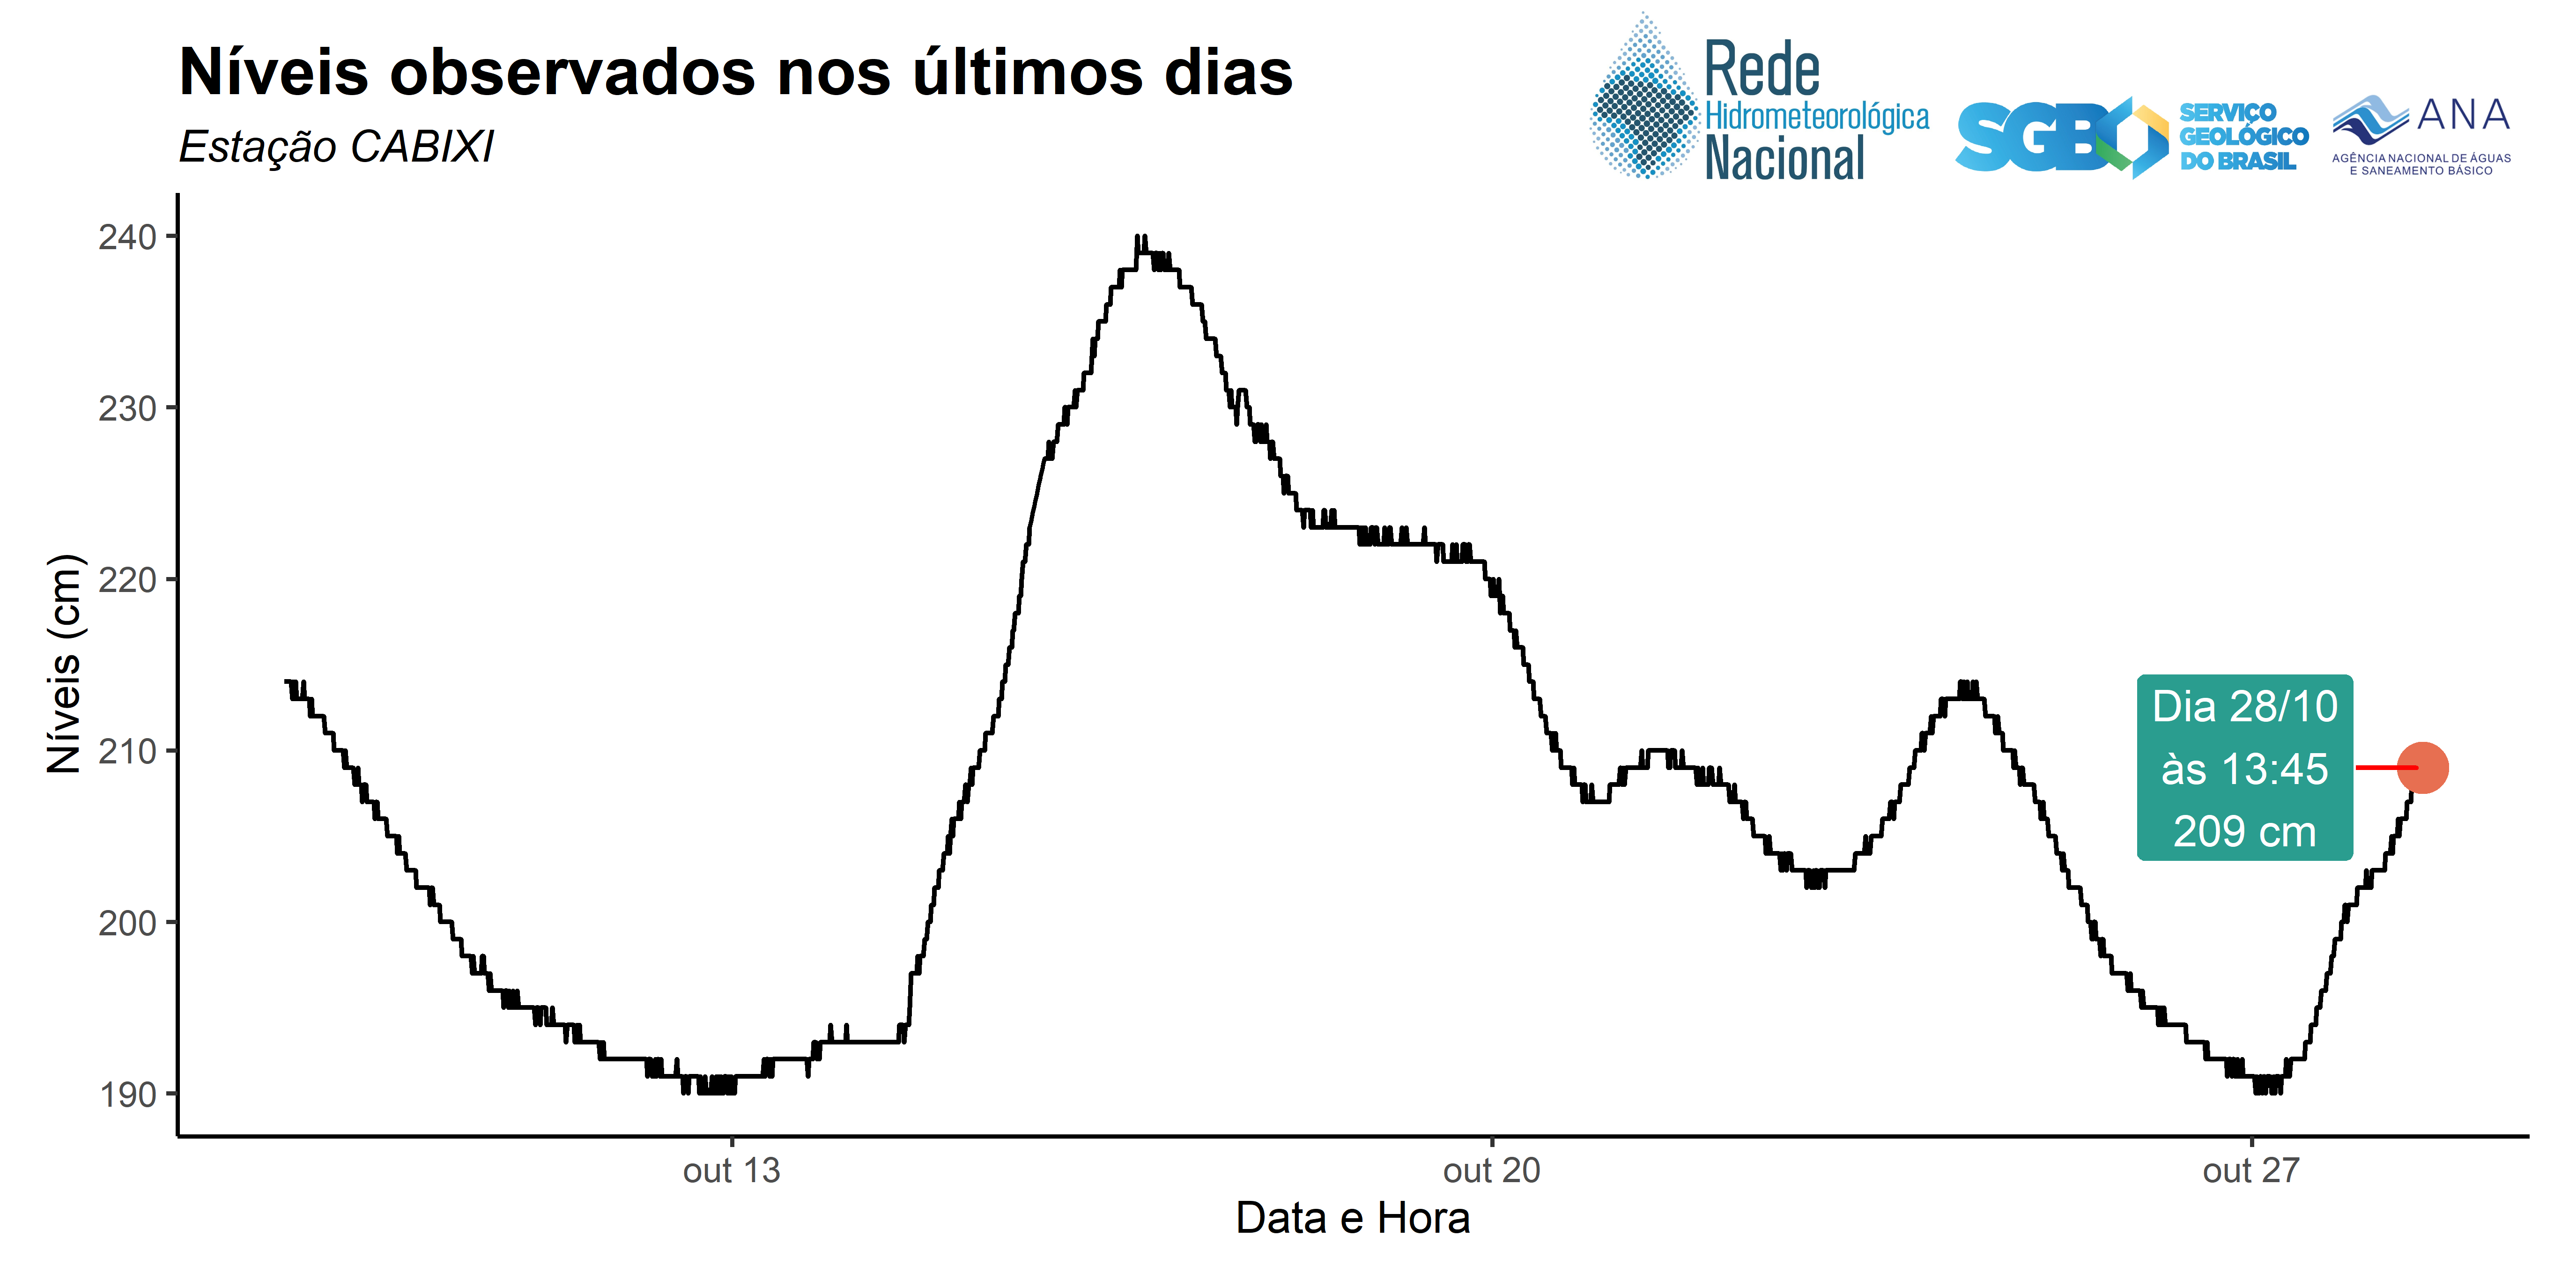 Níveis observados nos últimos dias
Estação CABIXI
Rede
Hidrometeorológica
Nacional
SGB
SERVIÇO
GEOLÓGICO
DO BRASIL
ANA
AGÊNCIA NACIONAL DE ÁGUAS
E SANEAMENTO BÁSICO
Níveis (cm)
240
230
220
210
200
190
Dia 28/10
às 13:45
209 cm
out 13
out 20
out 27
Data e Hora